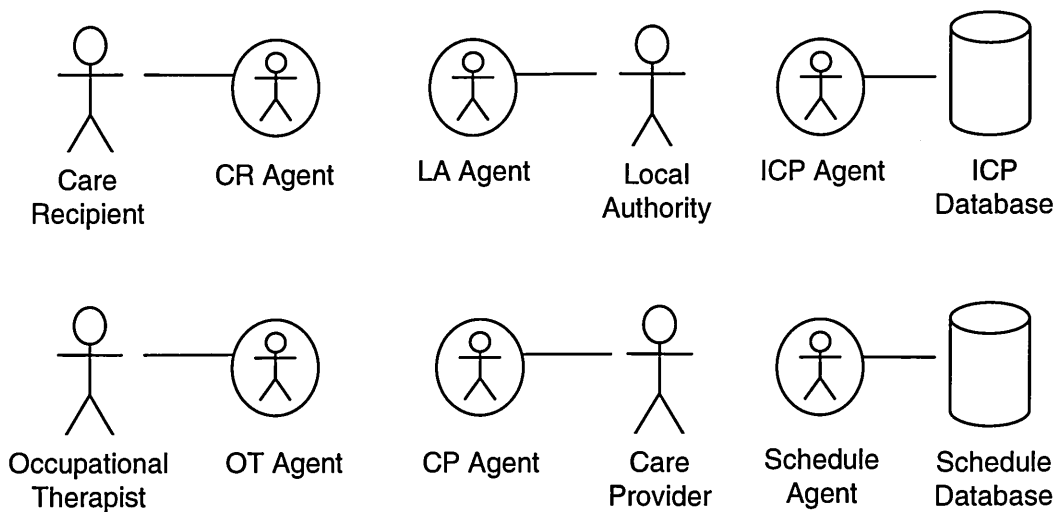 Care
Recipient
CR Agent
LA Agent
Local
Authority
ICP Agent
ICP
Database
Occupational
Therapist
OT Agent
CP Agent
Care
Provider
Schedule
Agent
Schedule
Database